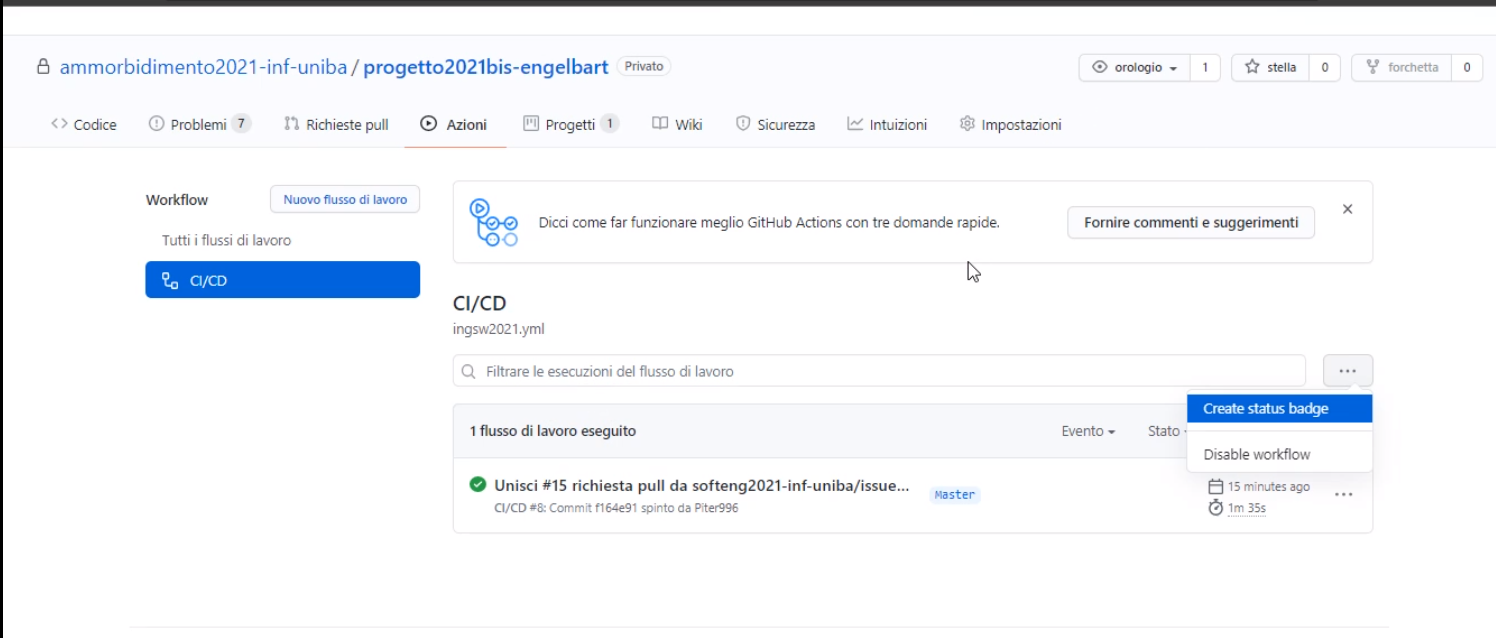 ammorbidimento2021-inf-uniba / progetto2021bis-engelbart Privato
orologio 1 stella 0 forchetta 0
Codice Problemi 7 Richieste pull Azioni Progetti 1 Wiki Sicurezza Intuizioni Impostazioni
Workflow Nuovo flusso di lavoro
Tutti i flussi di lavoro
CI/CD
Dicci come far funzionare meglio GitHub Actions con tre domande rapide. Fornire commenti e suggerimenti
CI/CD
ingsw2021.yml
Filtrare le esecuzioni del flusso di lavoro
Create status badge
Disable workflow
1 flusso di lavoro eseguito Evento Stato
Unisci #15 richiesta pull da softeng2021-inf-uniba/issue... Master
CI/CD #8: Commit f164e91 spinto da Piter996
15 minutes ago
1m 35s